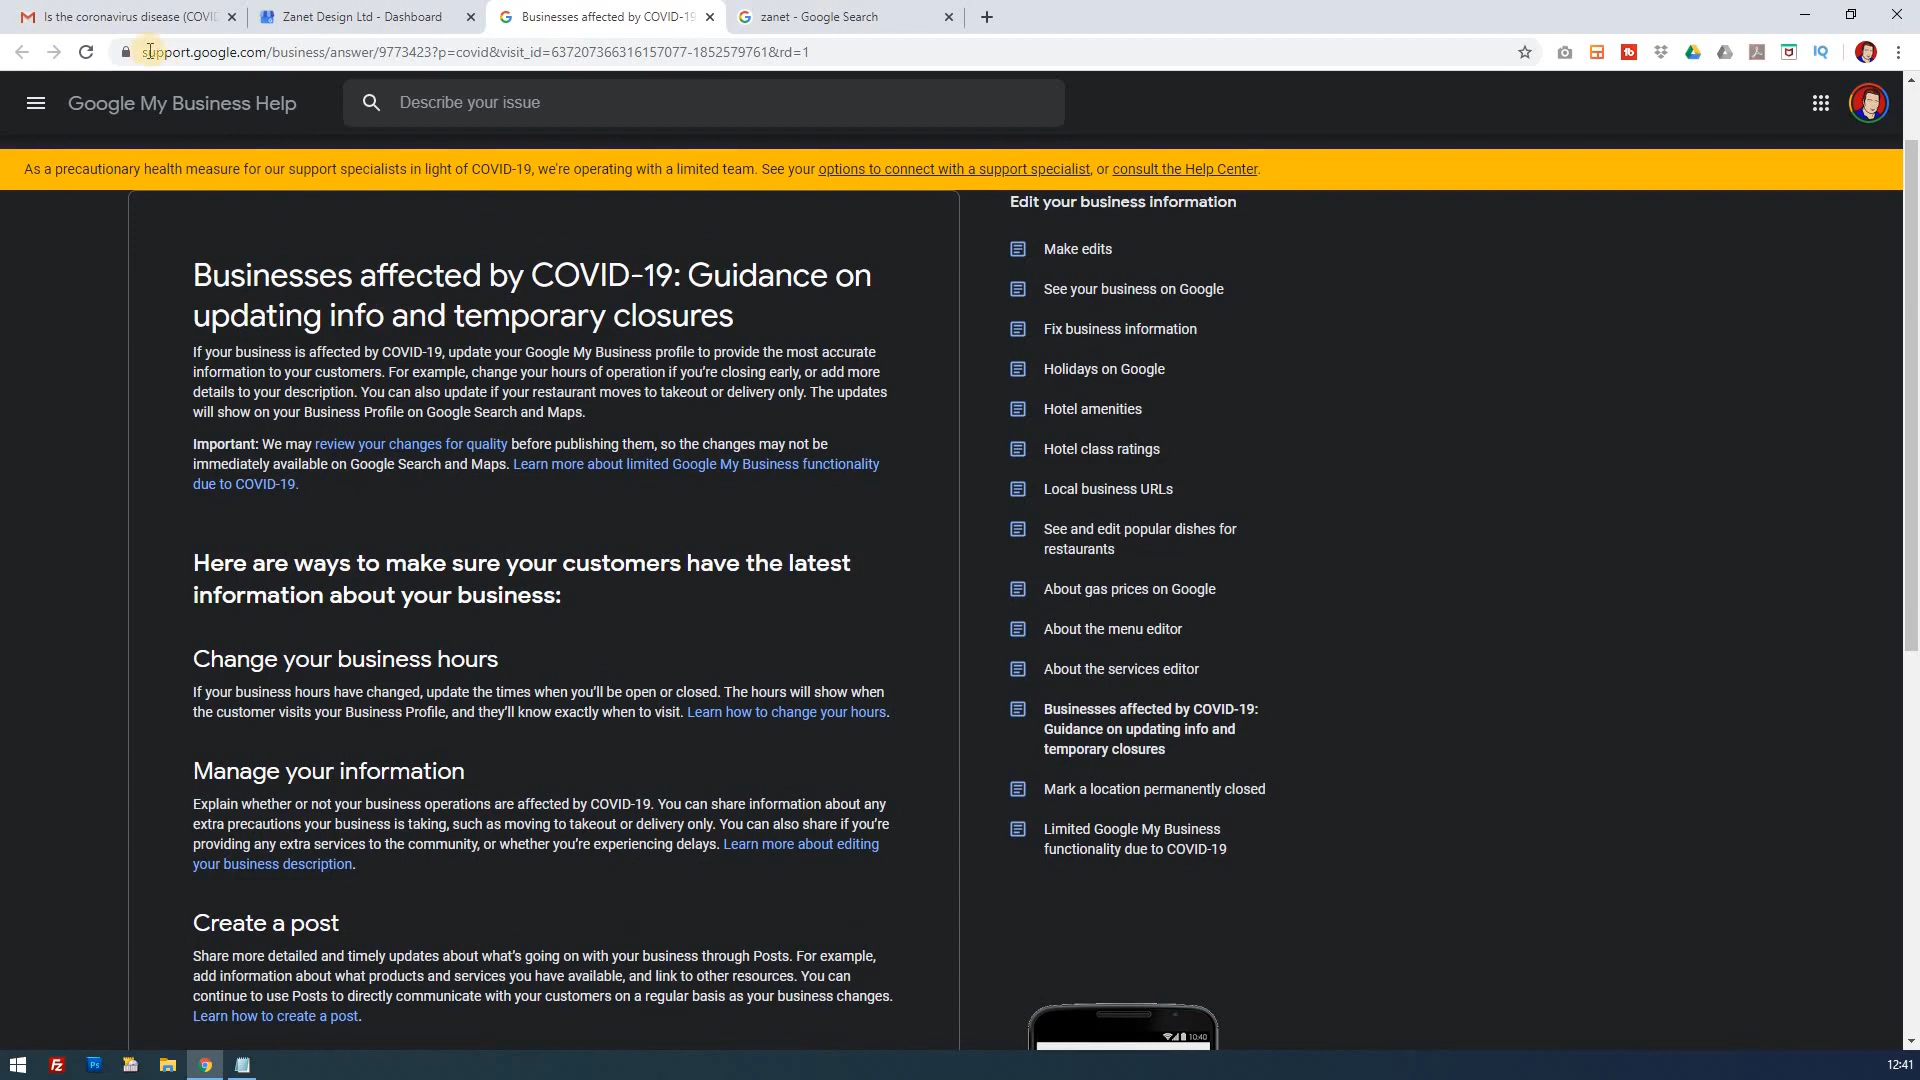 Is the coronavirus disease (COVI
Zanet Design Ltd - Dashboard
Businesses affected by COVID-19
zanet - Google Search
support.google.com/business/answer/9773423?p=covid&visit_id=637207366316157077-1852579761&rd=1
Google My Business Help
Describe your issue
As a precautionary health measure for our support specialists in light of COVID-19, we're operating with a limited team. See your options to connect with a support specialist, or consult the Help Center.
Businesses affected by COVID-19: Guidance on
updating info and temporary closures
If your business is affected by COVID-19, update your Google My Business profile to provide the most accurate
information to your customers. For example, change your hours of operation if you're closing early, or add more
details to your description. You can also update if your restaurant moves to takeout or delivery only. The updates
will show on your Business Profile on Google Search and Maps.
Important: We may review your changes for quality before publishing them, so the changes may not be
immediately available on Google Search and Maps. Learn more about limited Google My Business functionality
due to COVID-19.
Here are ways to make sure your customers have the latest
information about your business:
Change your business hours
If your business hours have changed, update the times when you'll be open or closed. The hours will show when
the customer visits your Business Profile, and they'll know exactly when to visit. Learn how to change your hours.
Manage your information
Explain whether or not your business operations are affected by COVID-19. You can share information about any
extra precautions your business is taking, such as moving to takeout or delivery only. You can also share if you're
providing any extra services to the community, or whether you're experiencing delays. Learn more about editing
your business description.
Create a post
Share more detailed and timely updates about what's going on with your business through Posts. For example,
add information about what products and services you have available, and link to other resources. You can
continue to use Posts to directly communicate with your customers on a regular basis as your business changes.
Learn how to create a post.
Edit your business information
Make edits
See your business on Google
Fix business information
Holidays on Google
Hotel amenities
Hotel class ratings
Local business URLs
See and edit popular dishes for
restaurants
About gas prices on Google
About the menu editor
About the services editor
Businesses affected by COVID-19:
Guidance on updating info and
temporary closures
Mark a location permanently closed
Limited Google My Business
functionality due to COVID-19
10:40
Fz
Ps
12:41